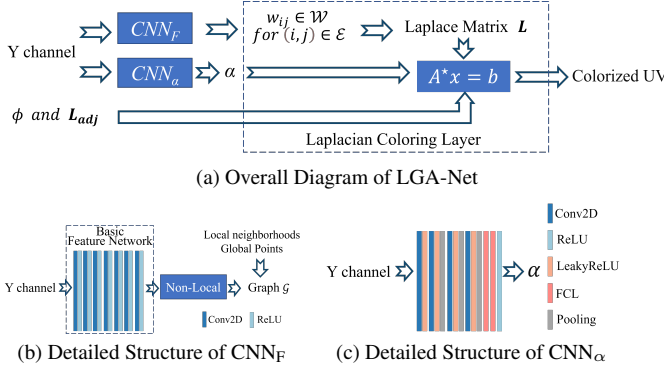 Y channel
CNN_F
w_ij ∈ 𝒲
for (i, j) ∈ ℰ
Laplace Matrix L
CNN_α
α
A* x = b
Colorized UV
ϕ and L_adj
Laplacian Coloring Layer
(a) Overall Diagram of LGA-Net
Basic
Feature Network
Y channel
Non-Local
Local neighborhoods
Global Points
Graph 𝒢
Conv2D
ReLU
(b) Detailed Structure of CNN_F
Y channel
α
Conv2D
ReLU
LeakyReLU
FCL
Pooling
(c) Detailed Structure of CNN_α